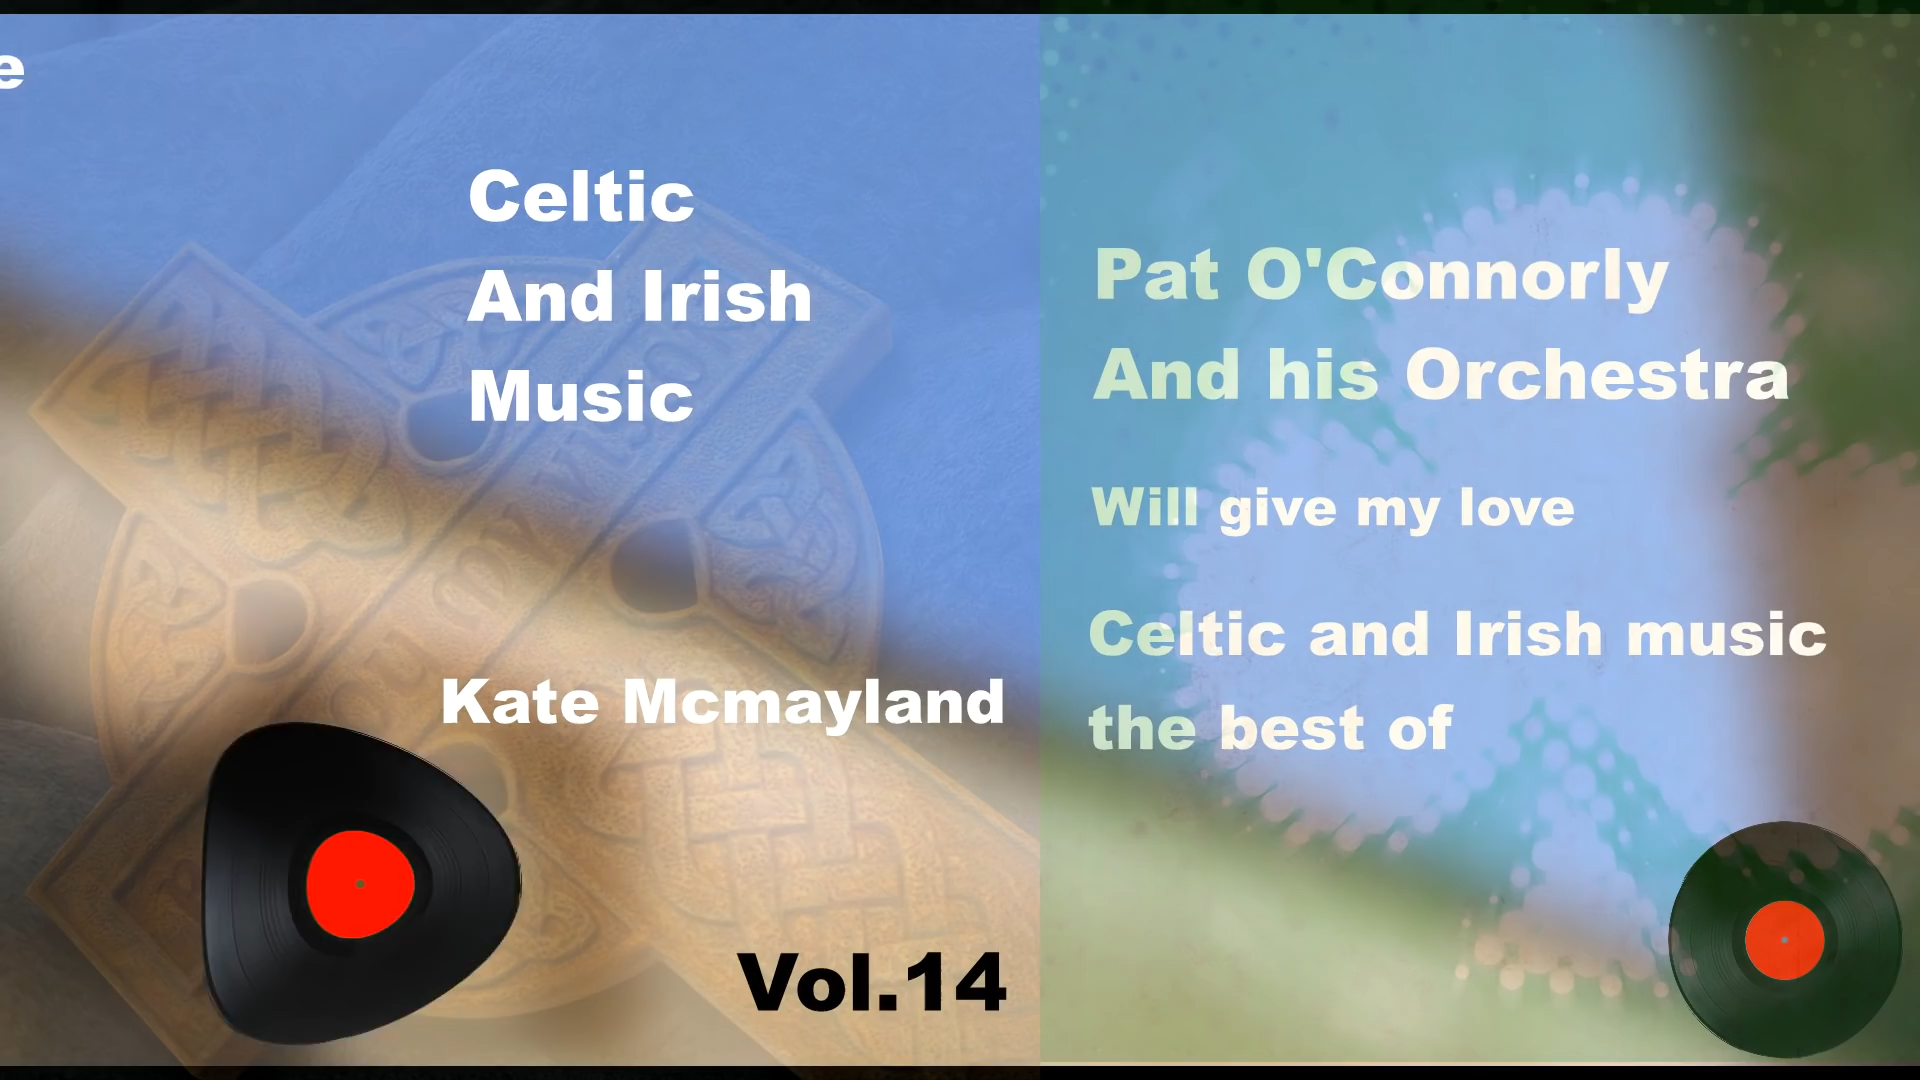 e
Celtic
And Irish
Music
Kate Mcmayland
Vol.14
Pat O'Connorly
And his Orchestra
Will give my love
Celtic and Irish music
the best of